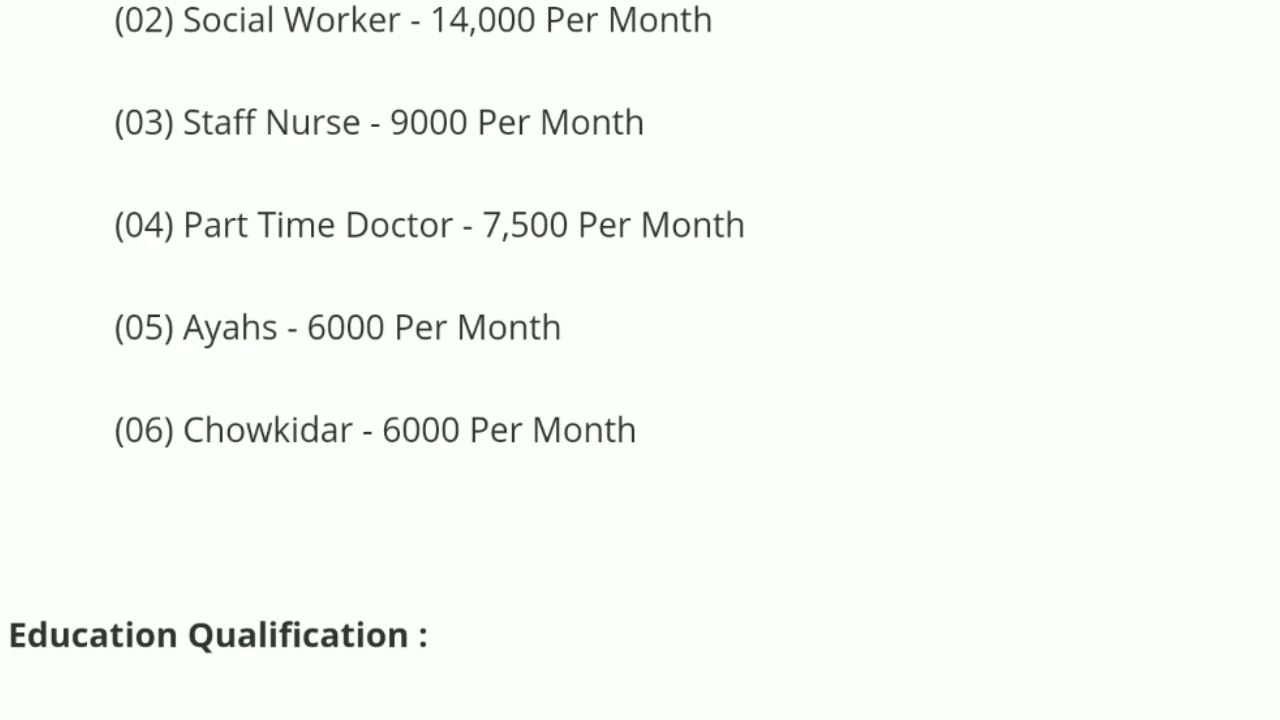 (02) Social Worker - 14,000 Per Month
(03) Staff Nurse - 9000 Per Month
(04) Part Time Doctor - 7,500 Per Month
(05) Ayahs - 6000 Per Month
(06) Chowkidar - 6000 Per Month
Education Qualification :